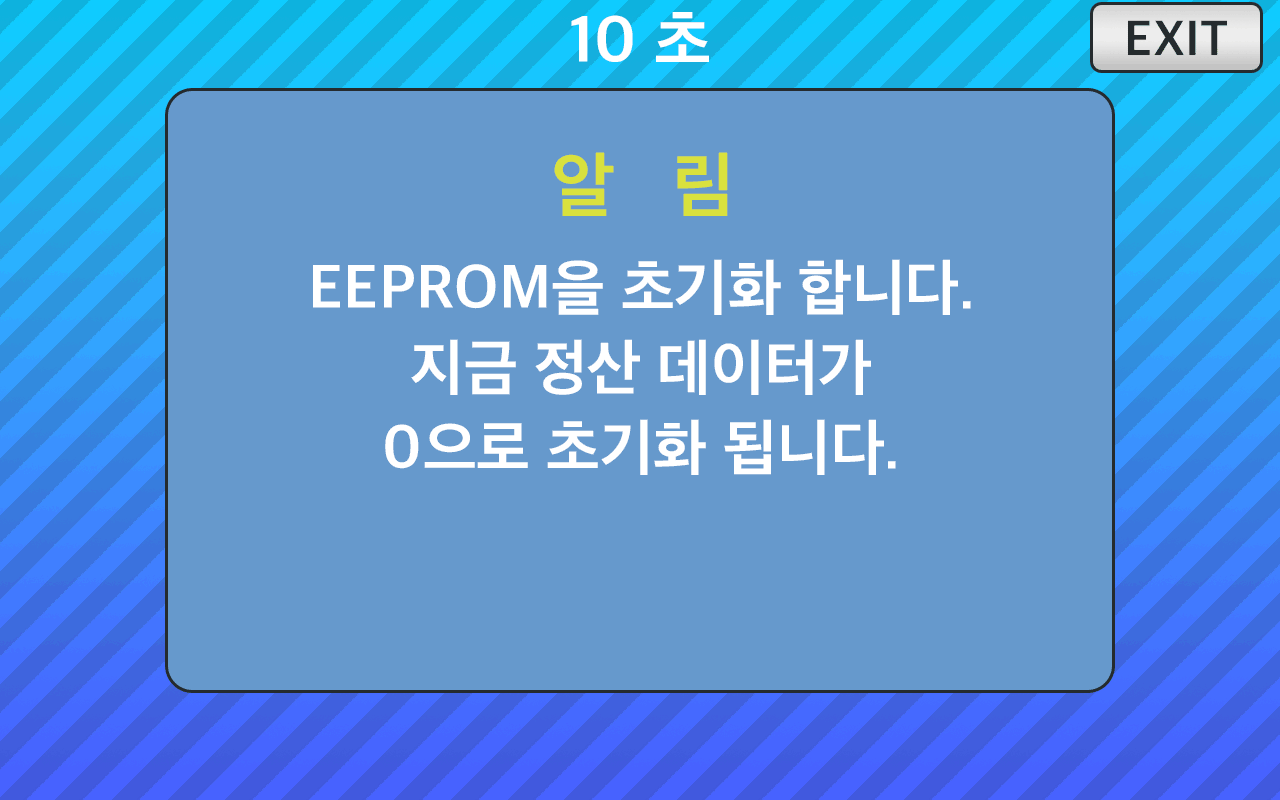 10 초
EXIT
알 림
EEPROM을 초기화 합니다.
지금 정산 데이터가
0으로 초기화 됩니다.